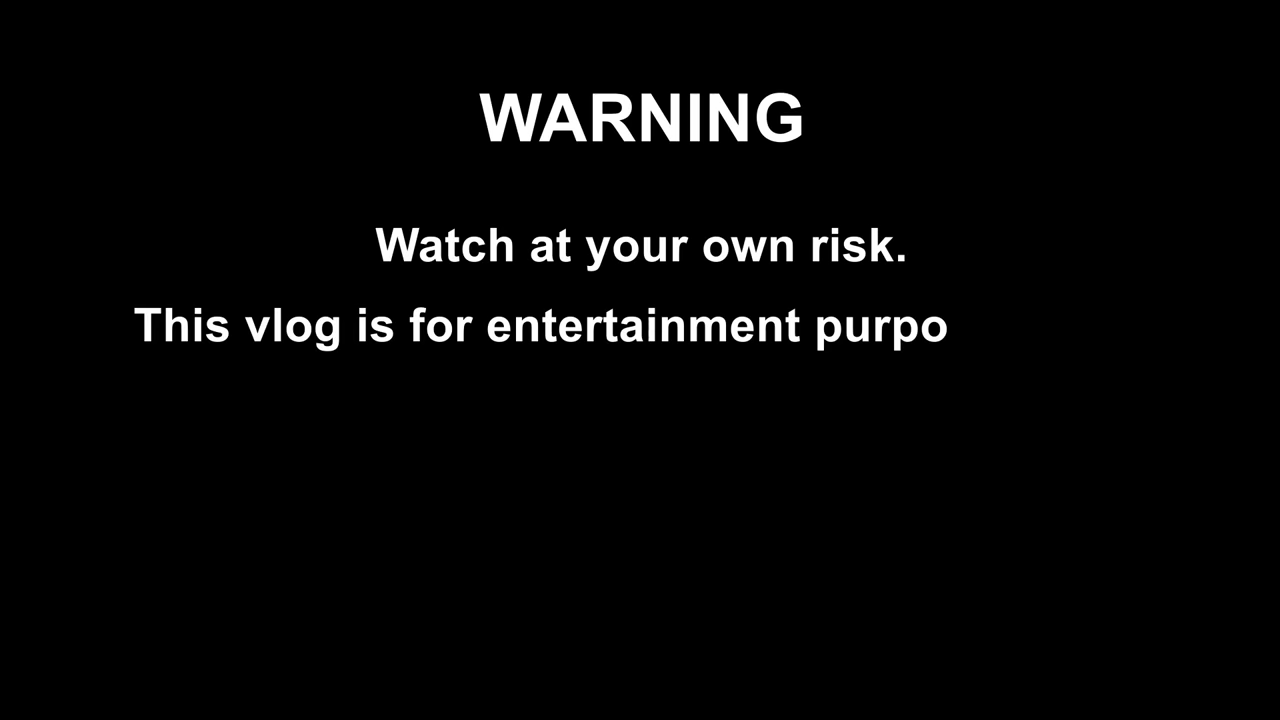 WARNING
Watch at your own risk.
This vlog is for entertainment purpo